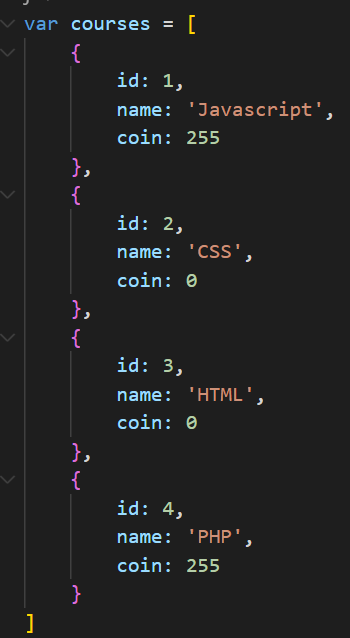 var courses = [
    {
        id: 1,
        name: 'Javascript',
        coin: 255
    },
    {
        id: 2,
        name: 'CSS',
        coin: 0
    },
    {
        id: 3,
        name: 'HTML',
        coin: 0
    },
    {
        id: 4,
        name: 'PHP',
        coin: 255
    }
]